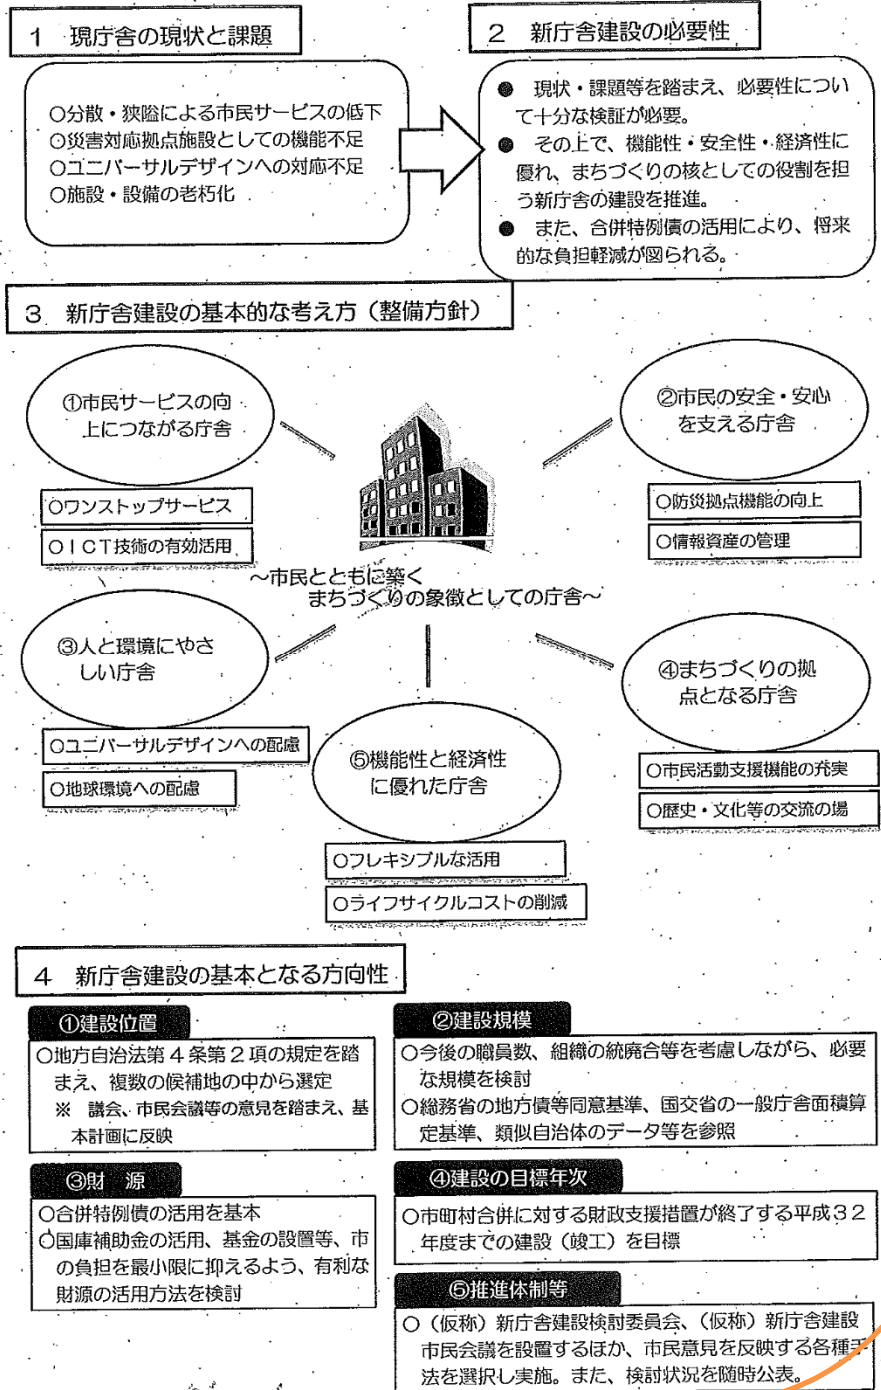 1 現庁舎の現状と課題
○分散・狭隘による市民サービスの低下
○災害対応拠点施設としての機能不足
○ユニバーサルデザインへの対応不足
○施設・設備の老朽化
2 新庁舎建設の必要性
● 現状・課題等を踏まえ、必要性につい
て十分な検証が必要。
● その上で、機能性・安全性・経済性に
優れ、まちづくりの核としての役割を担
う新庁舎の建設を推進。
● また、合併特例債の活用により、将来
的な負担軽減が図られる。
3 新庁舎建設の基本的な考え方（整備方針）
①市民サービスの向
上につながる庁舎
○ワンストップサービス
○ICT技術の有効活用
②市民の安全・安心
を支える庁舎
○防災拠点機能の向上
○情報資産の管理
～市民とともに築く
まちづくりの象徴としての庁舎～
③人と環境にやさ
しい庁舎
○ユニバーサルデザインへの配慮
○地球環境への配慮
④まちづくりの拠
点となる庁舎
○市民活動支援機能の充実
○歴史・文化等の交流の場
⑤機能性と経済性
に優れた庁舎
○フレキシブルな活用
○ライフサイクルコストの削減
4 新庁舎建設の基本となる方向性
①建設位置
○地方自治法第4条第2項の規定を踏
まえ、複数の候補地の中から選定
※ 議会、市民会議等の意見を踏まえ、基
本計画に反映
②建設規模
○今後の職員数、組織の統廃合等を考慮しながら、必要
な規模を検討
○総務省の地方債等同意基準、国交省の一般庁舎面積算
定基準、類似自治体のデータ等を参照
③財 源
○合併特例債の活用を基本
○国庫補助金の活用、基金の設置等、市
の負担を最小限に抑えるよう、有利な
財源の活用方法を検討
④建設の目標年次
○市町村合併に対する財政支援措置が終了する平成32
年度までの建設（竣工）を目標
⑤推進体制等
○（仮称）新庁舎建設検討委員会、（仮称）新庁舎建設
市民会議を設置するほか、市民意見を反映する各種手
法を選択し実施。また、検討状況を随時公表。